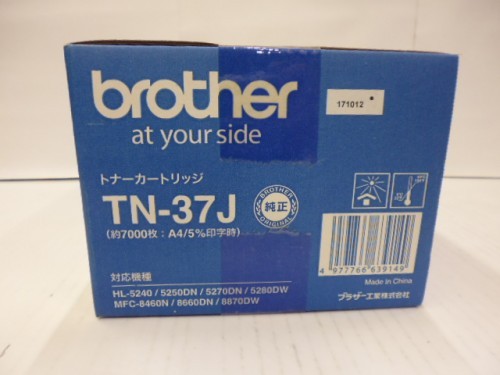 brother
at your side
171012
トナーカートリッジ
TN-37J
(約7000枚：A4/5%印字時)
BROTHER
純正
ORIGINAL
対応機種
HL-5240 / 5250DN / 5270DN / 5280DW
MFC-8460N / 8660DN / 8870DW
4 977766 639149
Made in China
ブラザー工業株式会社